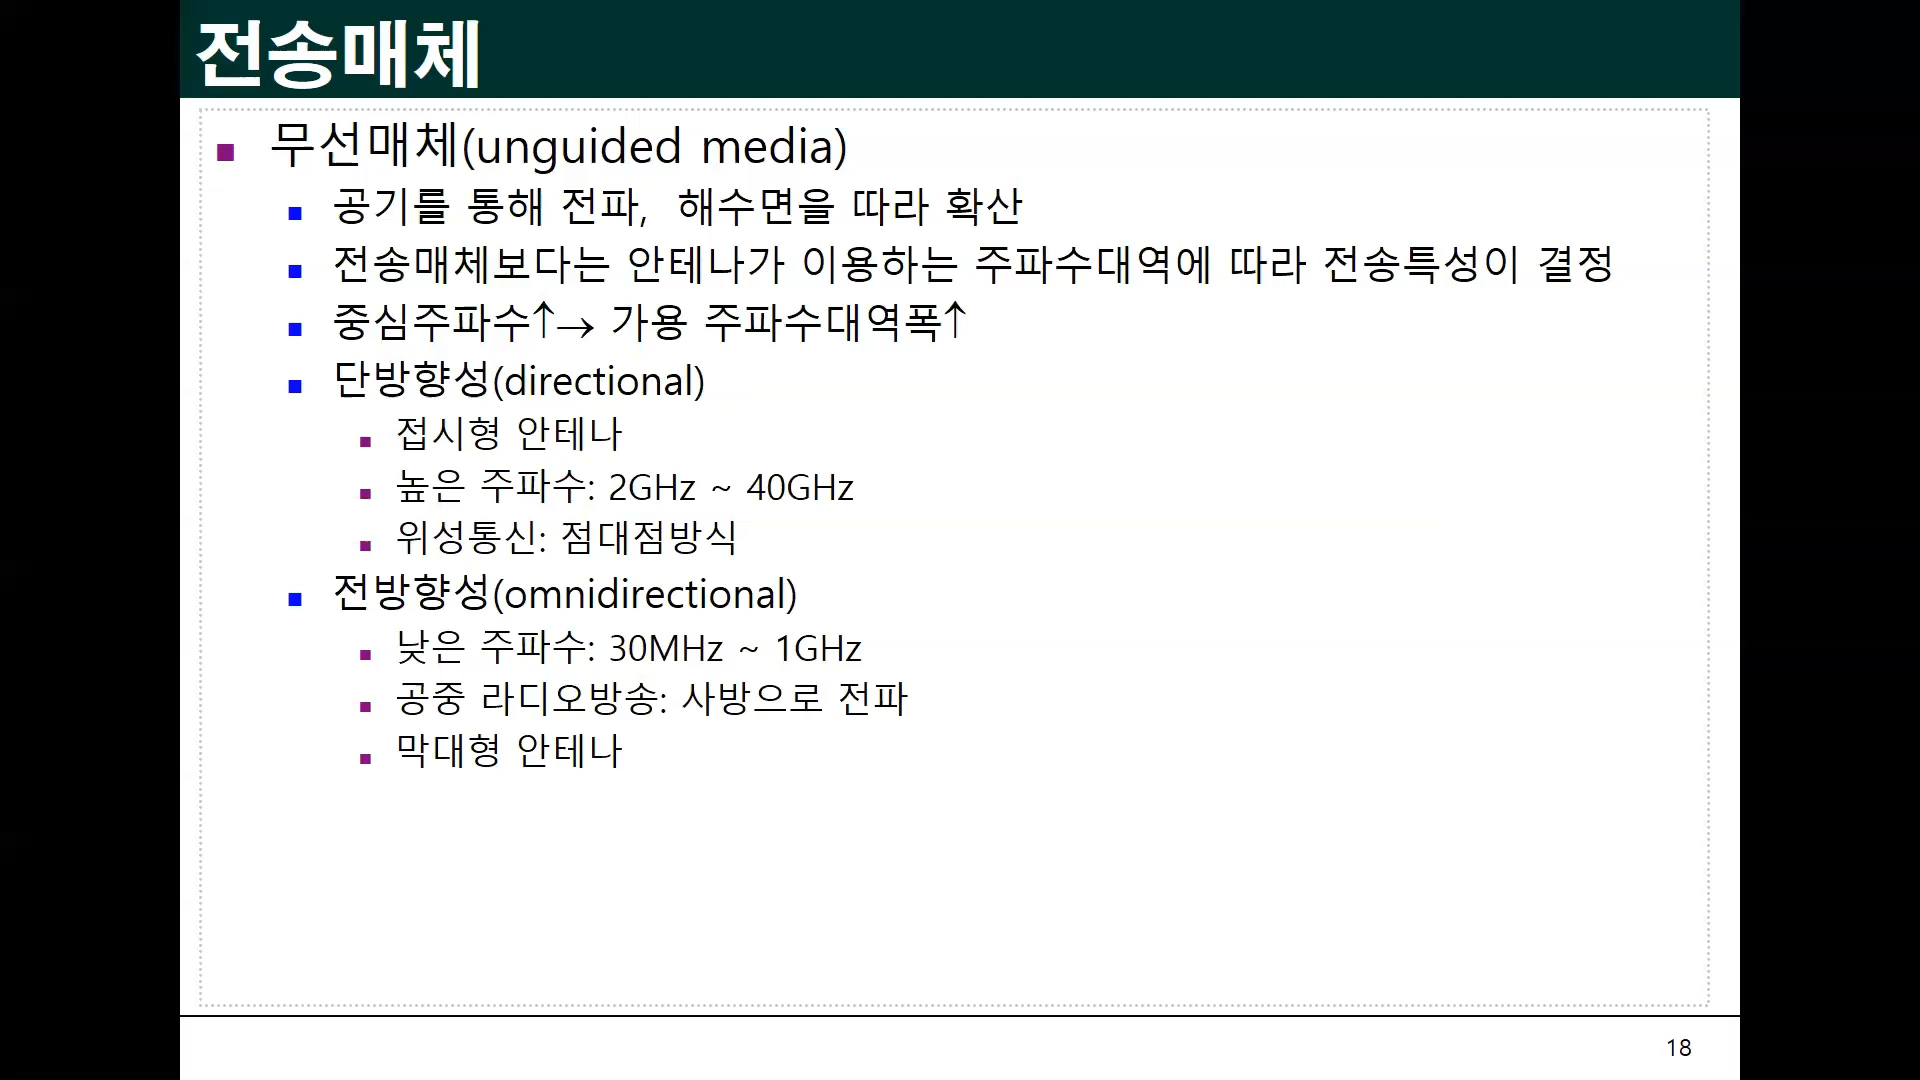 전송매체
무선매체(unguided media)
공기를 통해 전파, 해수면을 따라 확산
전송매체보다는 안테나가 이용하는 주파수대역에 따라 전송특성이 결정
중심주파수↑→ 가용 주파수대역폭↑
단방향성(directional)
접시형 안테나
높은 주파수: 2GHz ~ 40GHz
위성통신: 점대점방식
전방향성(omnidirectional)
낮은 주파수: 30MHz ~ 1GHz
공중 라디오방송: 사방으로 전파
막대형 안테나
18